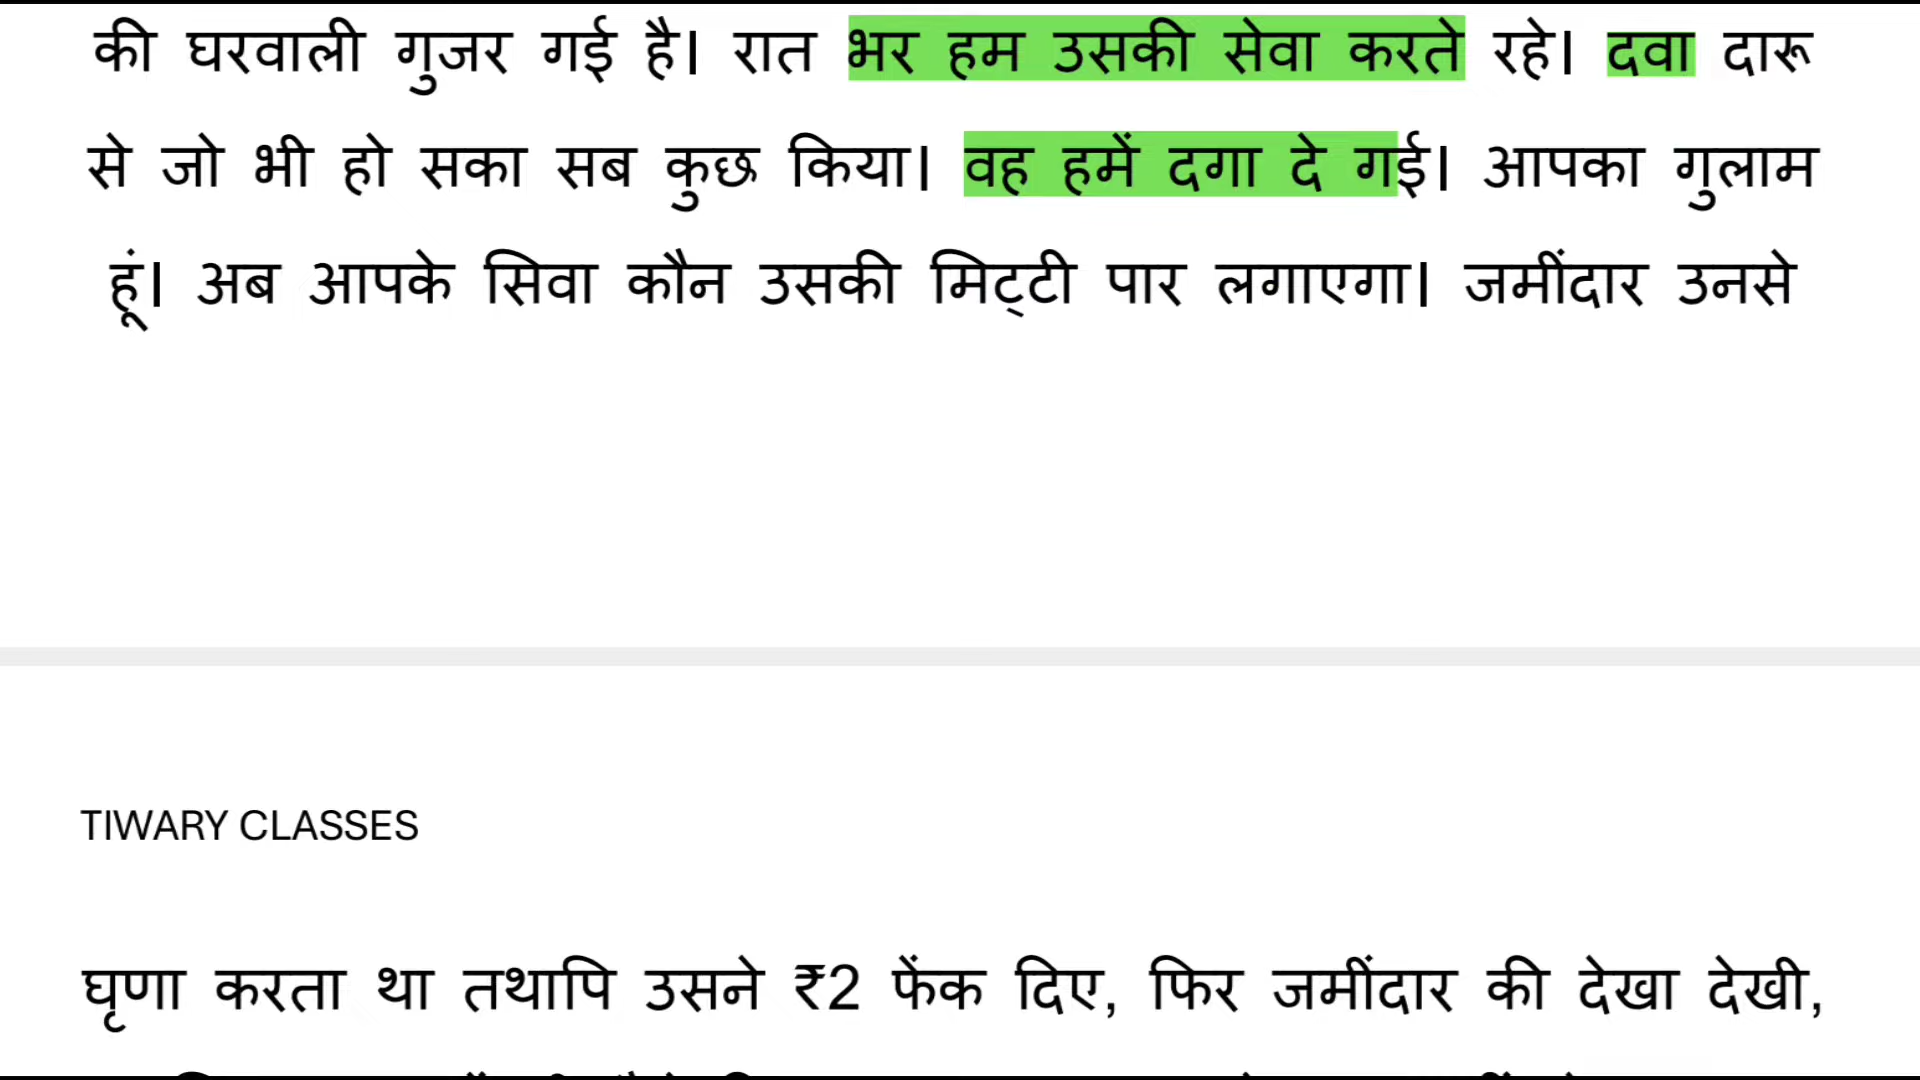 की घरवाली गुजर गई है। रात भर हम उसकी सेवा करते रहे। दवा दारू
से जो भी हो सका सब कुछ किया। वह हमें दगा दे गई। आपका गुलाम
हूं। अब आपके सिवा कौन उसकी मिट्टी पार लगाएगा। जमींदार उनसे
TIWARY CLASSES
घृणा करता था तथापि उसने ₹2 फेंक दिए, फिर जमींदार की देखा देखी,